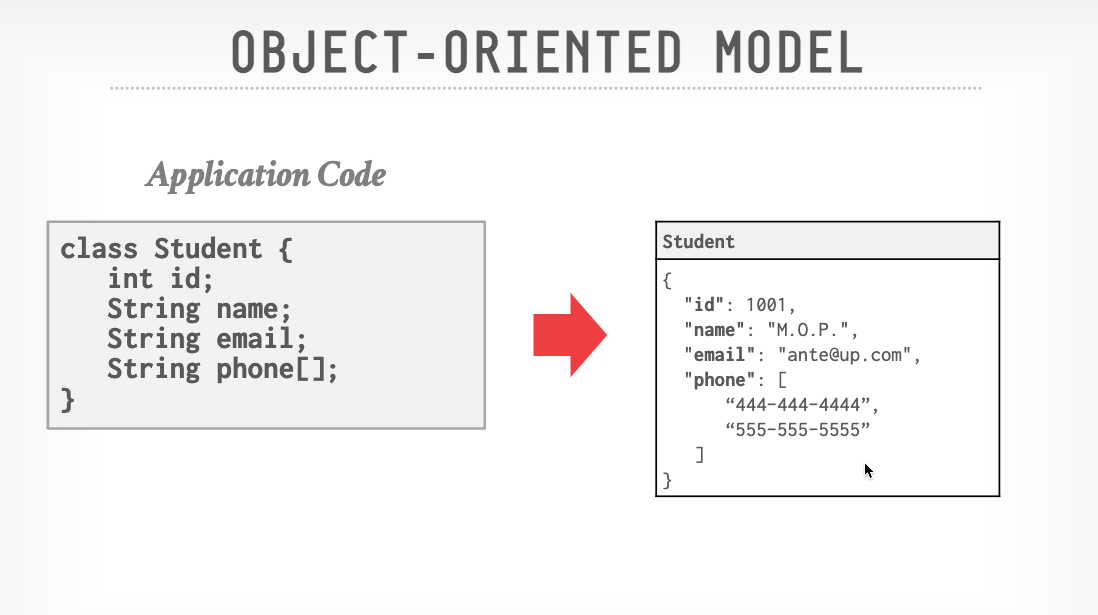 OBJECT-ORIENTED MODEL
Application Code
class Student {
   int id;
   String name;
   String email;
   String phone[];
}
Student
{
  "id": 1001,
  "name": "M.O.P.",
  "email": "ante@up.com",
  "phone": [
      “444-444-4444”,
      “555-555-5555”
   ]
}